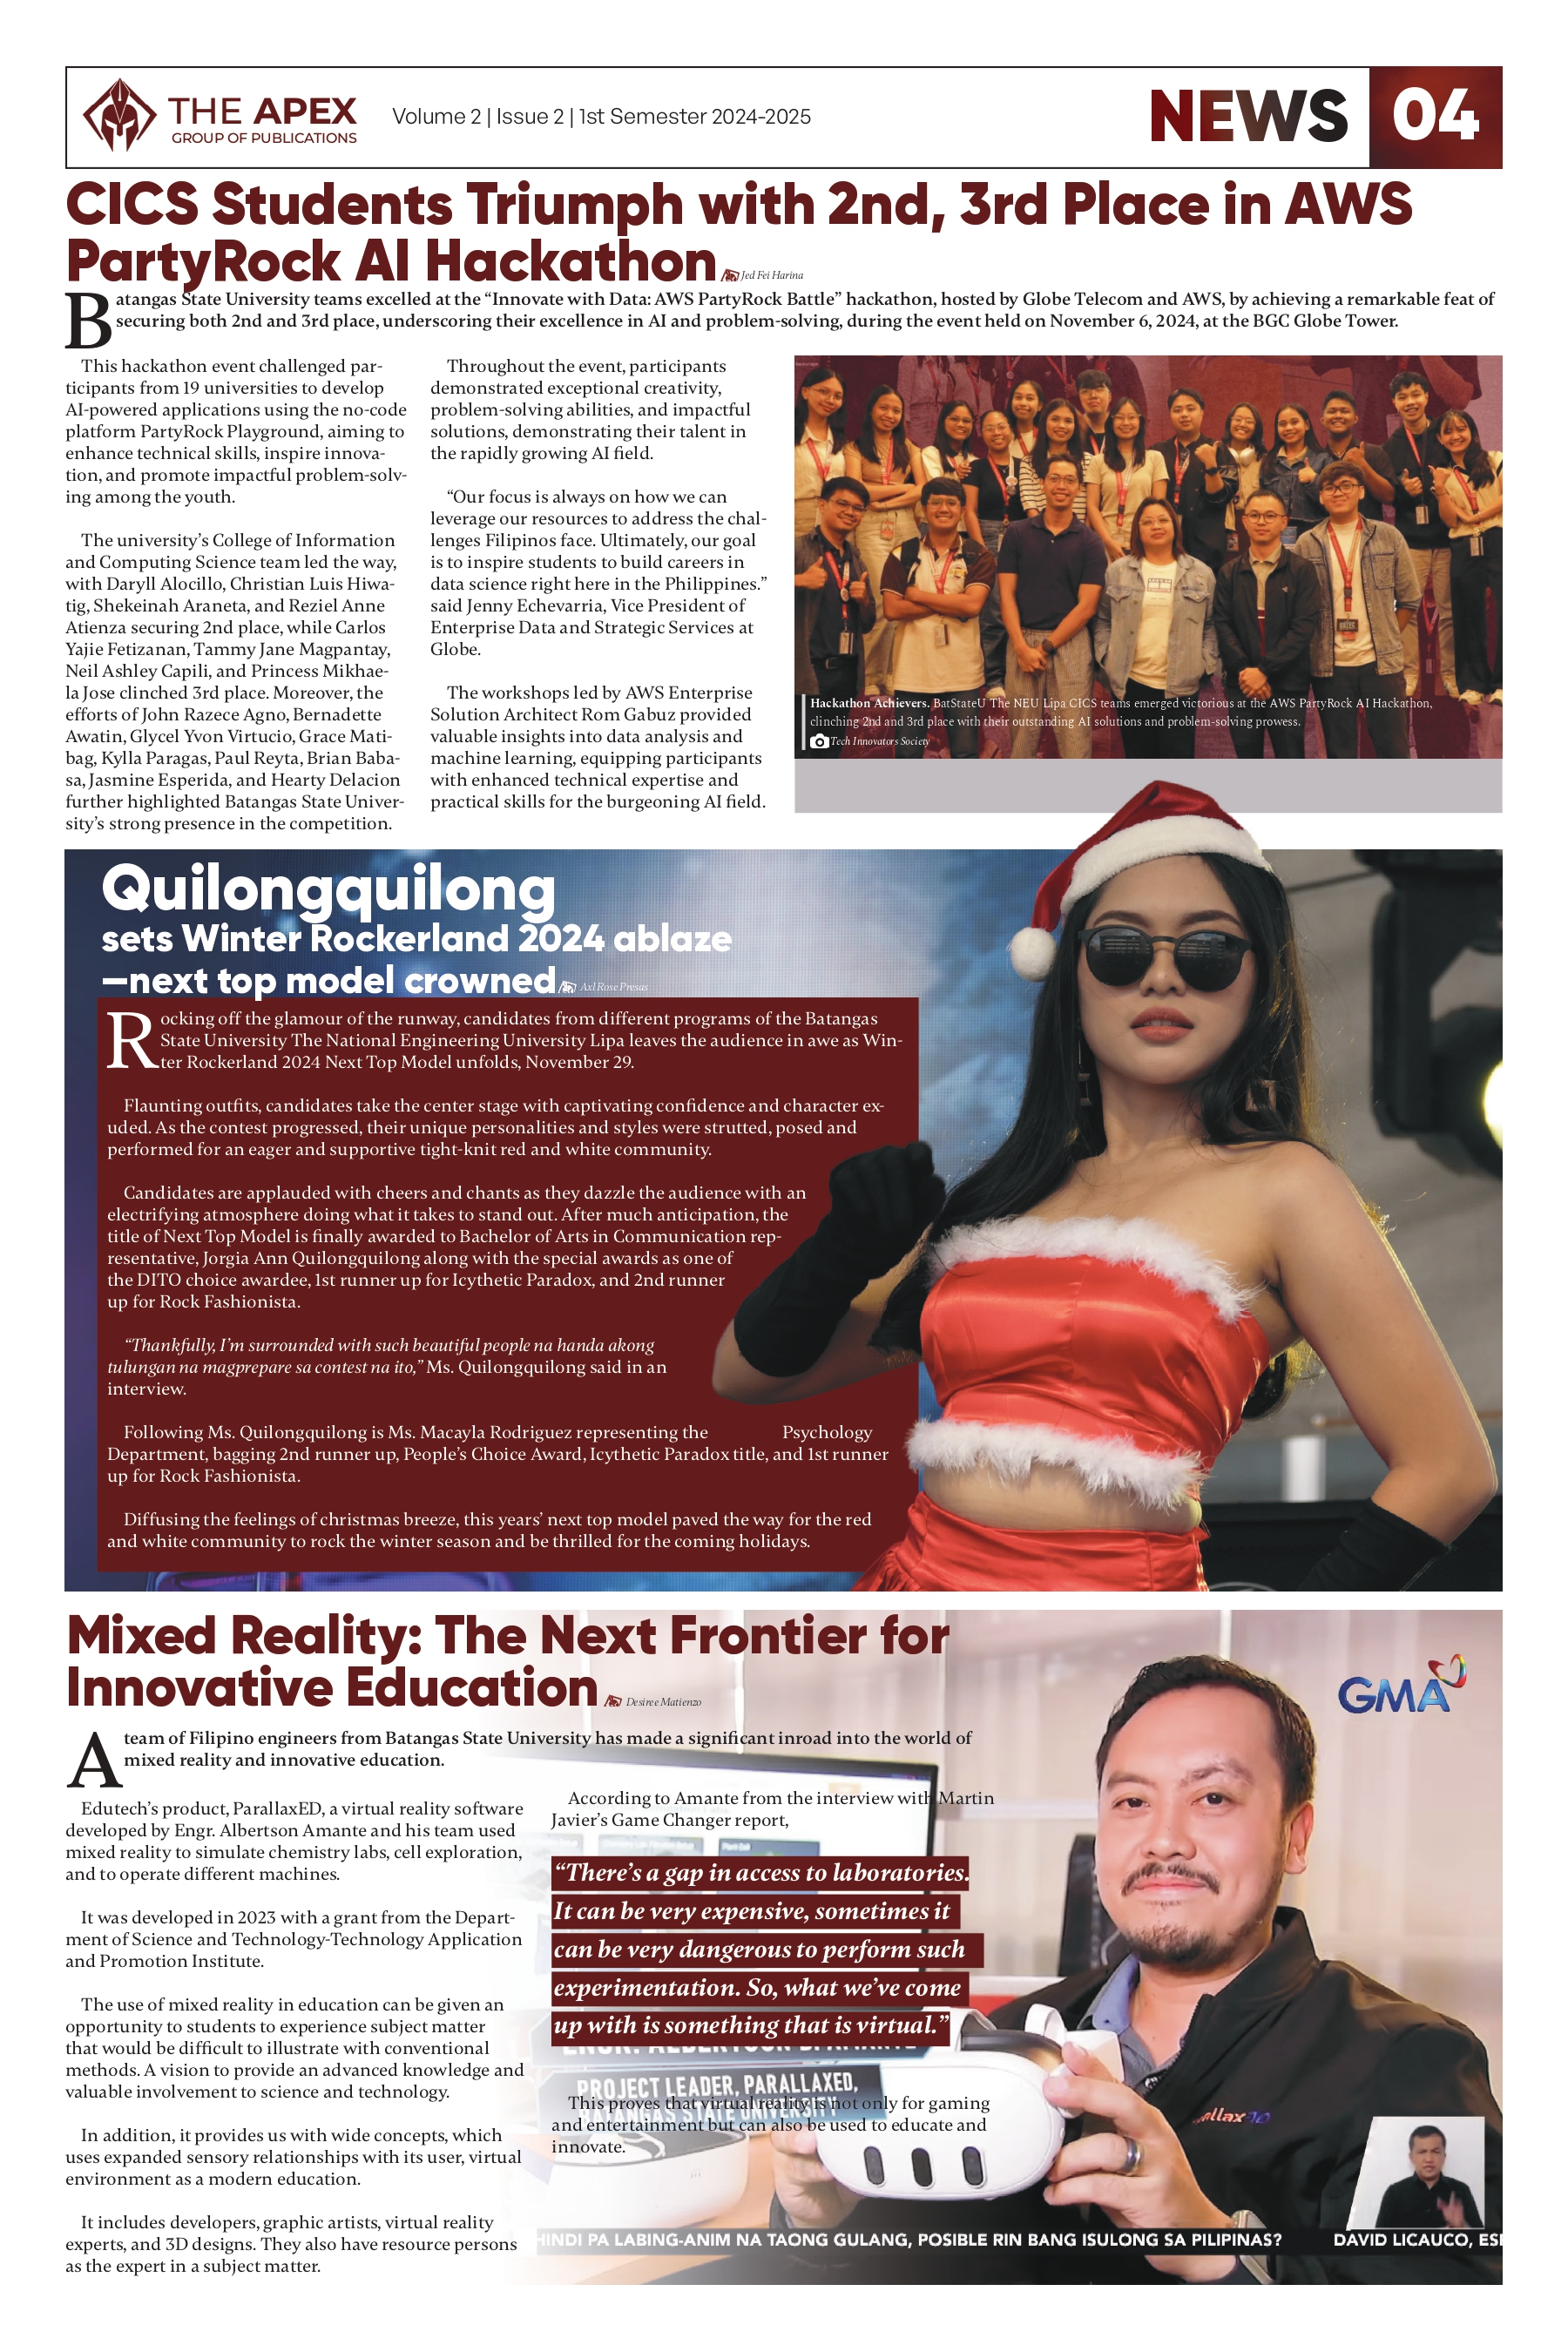 THE APEX
GROUP OF PUBLICATIONS
Volume 2 | Issue 2 | 1st Semester 2024-2025
NEWS
04
CICS Students Triumph with 2nd, 3rd Place in AWS
PartyRock AI Hackathon
Jed Fei Harina
Batangas State University teams excelled at the “Innovate with Data: AWS PartyRock Battle” hackathon, hosted by Globe Telecom and AWS, by achieving a remarkable feat of
securing both 2nd and 3rd place, underscoring their excellence in AI and problem-solving, during the event held on November 6, 2024, at the BGC Globe Tower.
This hackathon event challenged par-
ticipants from 19 universities to develop
AI-powered applications using the no-code
platform PartyRock Playground, aiming to
enhance technical skills, inspire innova-
tion, and promote impactful problem-solv-
ing among the youth.
The university’s College of Information
and Computing Science team led the way,
with Daryll Alocillo, Christian Luis Hiwa-
tig, Shekeinah Araneta, and Reziel Anne
Atienza securing 2nd place, while Carlos
Yajie Fetizanan, Tammy Jane Magpantay,
Neil Ashley Capili, and Princess Mikhae-
la Jose clinched 3rd place. Moreover, the
efforts of John Razece Agno, Bernadette
Awatin, Glycel Yvon Virtucio, Grace Mati-
bag, Kylla Paragas, Paul Reyta, Brian Baba-
sa, Jasmine Esperida, and Hearty Delacion
further highlighted Batangas State Univer-
sity’s strong presence in the competition.
Throughout the event, participants
demonstrated exceptional creativity,
problem-solving abilities, and impactful
solutions, demonstrating their talent in
the rapidly growing AI field.
“Our focus is always on how we can
leverage our resources to address the chal-
lenges Filipinos face. Ultimately, our goal
is to inspire students to build careers in
data science right here in the Philippines.”
said Jenny Echevarria, Vice President of
Enterprise Data and Strategic Services at
Globe.
The workshops led by AWS Enterprise
Solution Architect Rom Gabuz provided
valuable insights into data analysis and
machine learning, equipping participants
with enhanced technical expertise and
practical skills for the burgeoning AI field.
Hackathon Achievers. BatStateU The NEU Lipa CICS teams emerged victorious at the AWS PartyRock AI Hackathon,
clinching 2nd and 3rd place with their outstanding AI solutions and problem-solving prowess.
Tech Innovators Society
Quilongquilong
sets Winter Rockerland 2024 ablaze
—next top model crowned
Axl Rose Presas
Rocking off the glamour of the runway, candidates from different programs of the Batangas
State University The National Engineering University Lipa leaves the audience in awe as Win-
ter Rockerland 2024 Next Top Model unfolds, November 29.
Flaunting outfits, candidates take the center stage with captivating confidence and character ex-
uded. As the contest progressed, their unique personalities and styles were strutted, posed and
performed for an eager and supportive tight-knit red and white community.
Candidates are applauded with cheers and chants as they dazzle the audience with an
electrifying atmosphere doing what it takes to stand out. After much anticipation, the
title of Next Top Model is finally awarded to Bachelor of Arts in Communication rep-
resentative, Jorgia Ann Quilongquilong along with the special awards as one of
the DITO choice awardee, 1st runner up for Icythetic Paradox, and 2nd runner
up for Rock Fashionista.
“Thankfully, I’m surrounded with such beautiful people na handa akong
tulungan na magprepare sa contest na ito,” Ms. Quilongquilong said in an
interview.
Following Ms. Quilongquilong is Ms. Macayla Rodriguez representing the Psychology
Department, bagging 2nd runner up, People’s Choice Award, Icythetic Paradox title, and 1st runner
up for Rock Fashionista.
Diffusing the feelings of christmas breeze, this years’ next top model paved the way for the red
and white community to rock the winter season and be thrilled for the coming holidays.
Mixed Reality: The Next Frontier for
Innovative Education
Desiree Matienzo
A team of Filipino engineers from Batangas State University has made a significant inroad into the world of
mixed reality and innovative education.
Edutech’s product, ParallaxED, a virtual reality software
developed by Engr. Albertson Amante and his team used
mixed reality to simulate chemistry labs, cell exploration,
and to operate different machines.
It was developed in 2023 with a grant from the Depart-
ment of Science and Technology-Technology Application
and Promotion Institute.
The use of mixed reality in education can be given an
opportunity to students to experience subject matter
that would be difficult to illustrate with conventional
methods. A vision to provide an advanced knowledge and
valuable involvement to science and technology.
In addition, it provides us with wide concepts, which
uses expanded sensory relationships with its user, virtual
environment as a modern education.
It includes developers, graphic artists, virtual reality
experts, and 3D designs. They also have resource persons
as the expert in a subject matter.
According to Amante from the interview with Martin
Javier’s Game Changer report,
“There’s a gap in access to laboratories.
It can be very expensive, sometimes it
can be very dangerous to perform such
experimentation. So, what we’ve come
up with is something that is virtual.”
PROJECT LEADER, PARALLAXED,
BATANGAS STATE UNIVERSITY
This proves that virtual reality is not only for gaming
and entertainment but can also be used to educate and
innovate.
GMA
HINDI PA LABING-ANIM NA TAONG GULANG, POSIBLE RIN BANG ISULONG SA PILIPINAS? DAVID LICAUCO,